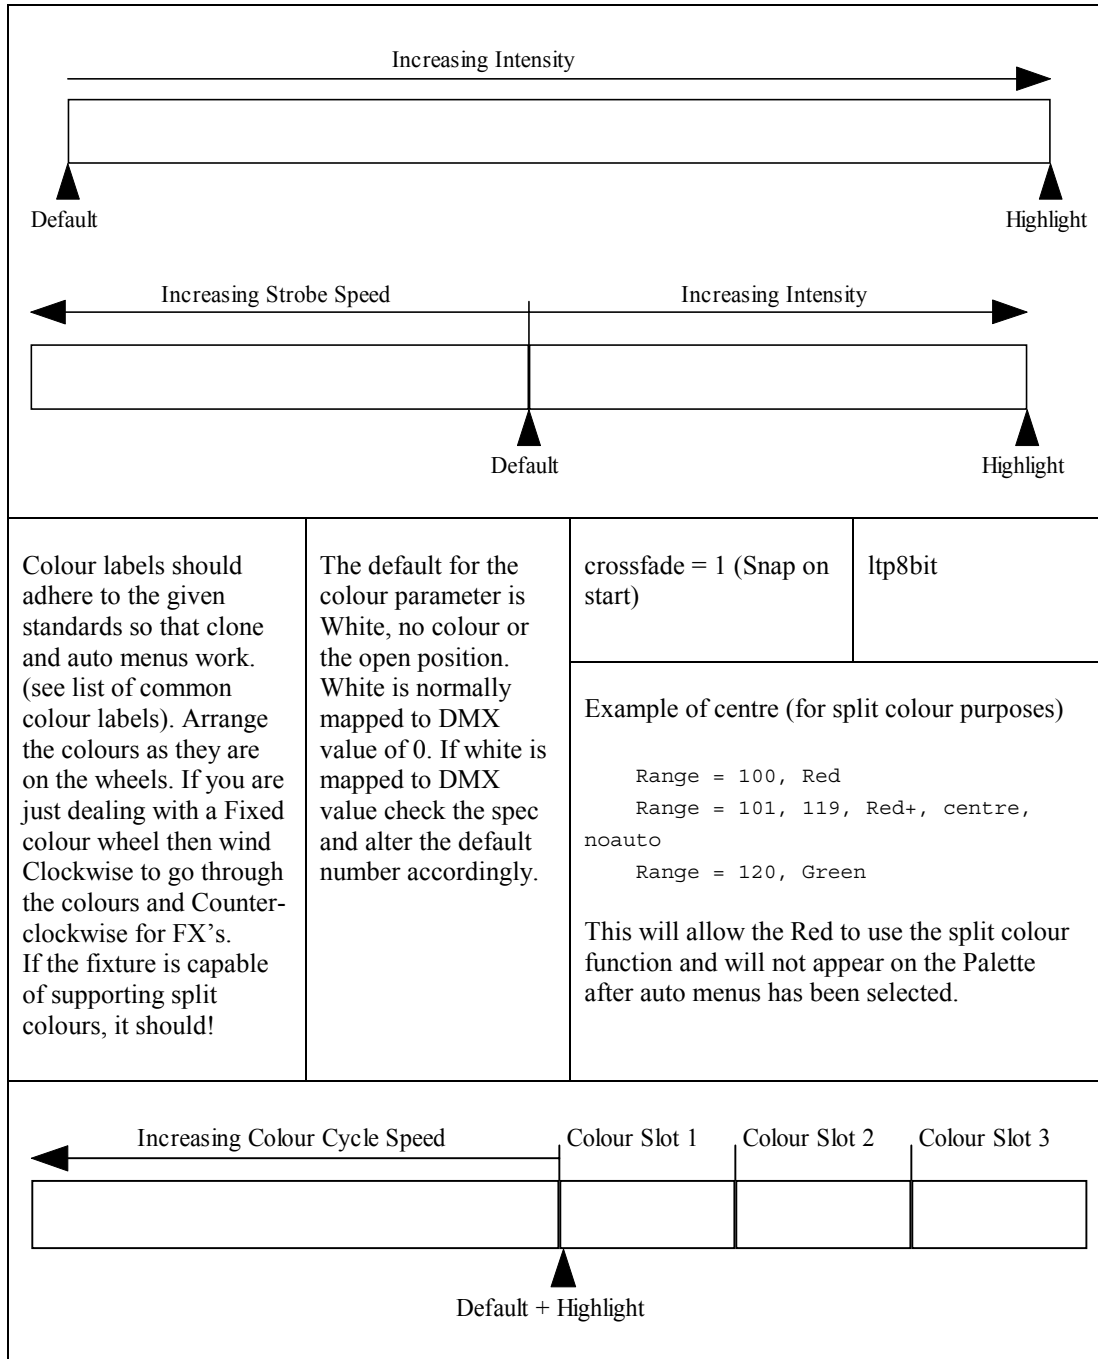 Increasing Intensity
Default
Highlight
Increasing Strobe Speed
Increasing Intensity
Default
Highlight
Colour labels should
adhere to the given
standards so that clone
and auto menus work.
(see list of common
colour labels). Arrange
the colours as they are
on the wheels. If you are
just dealing with a Fixed
colour wheel then wind
Clockwise to go through
the colours and Counter-
clockwise for FX’s.
If the fixture is capable
of supporting split
colours, it should!
The default for the
colour parameter is
White, no colour or
the open position.
White is normally
mapped to DMX
value of 0. If white is
mapped to DMX
value check the spec
and alter the default
number accordingly.
crossfade = 1 (Snap on
start)
ltp8bit
Example of centre (for split colour purposes)
Range = 100, Red
Range = 101, 119, Red+, centre,
noauto
Range = 120, Green
This will allow the Red to use the split colour
function and will not appear on the Palette
after auto menus has been selected.
Increasing Colour Cycle Speed
Colour Slot 1
Colour Slot 2
Colour Slot 3
Default + Highlight